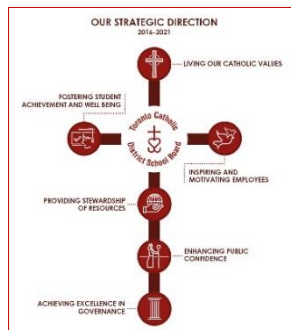 OUR STRATEGIC DIRECTION
2016-2021
LIVING OUR CATHOLIC VALUES
FOSTERING STUDENT
ACHIEVEMENT AND WELL BEING
Toronto Catholic
District School Board
INSPIRING AND
MOTIVATING EMPLOYEES
PROVIDING STEWARDSHIP
OF RESOURCES
ENHANCING PUBLIC
CONFIDENCE
ACHIEVING EXCELLENCE IN
GOVERNANCE